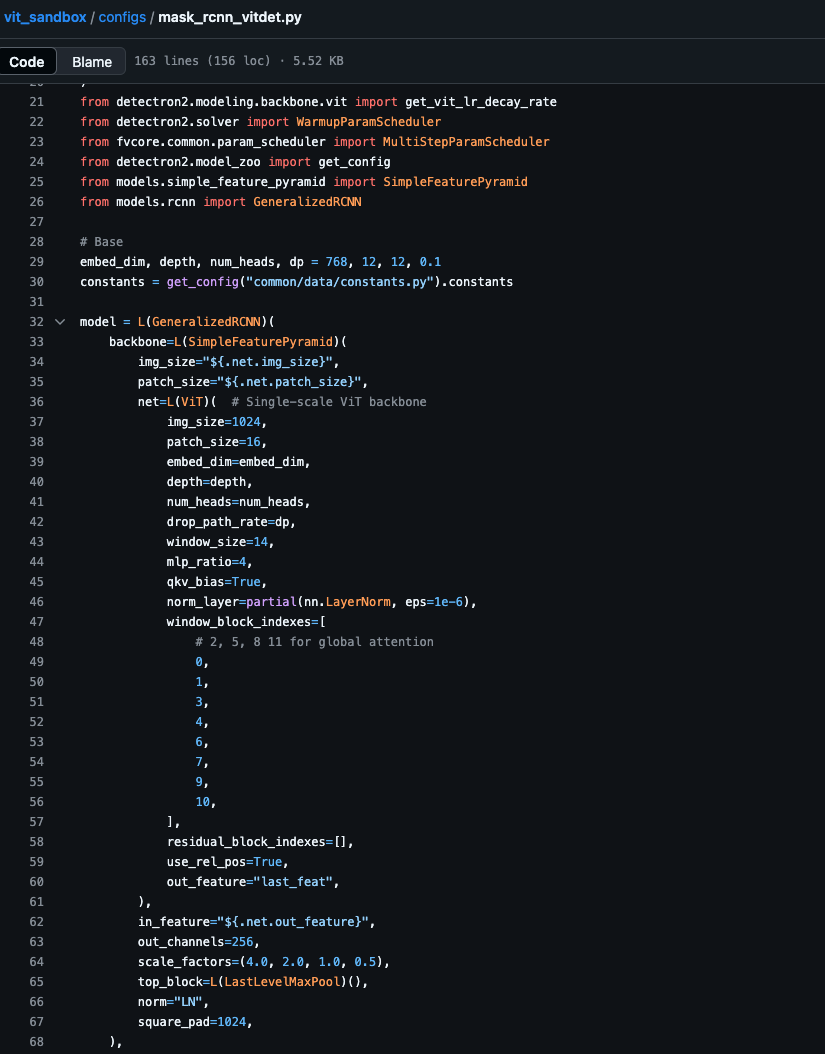 vit_sandbox / configs / mask_rcnn_vitdet.py
Code Blame 163 lines (156 loc) · 5.52 KB
21 from detectron2.modeling.backbone.vit import get_vit_lr_decay_rate
22 from detectron2.solver import WarmupParamScheduler
23 from fvcore.common.param_scheduler import MultiStepParamScheduler
24 from detectron2.model_zoo import get_config
25 from models.simple_feature_pyramid import SimpleFeaturePyramid
26 from models.rcnn import GeneralizedRCNN
27
28 # Base
29 embed_dim, depth, num_heads, dp = 768, 12, 12, 0.1
30 constants = get_config("common/data/constants.py").constants
31
32 model = L(GeneralizedRCNN)(
33     backbone=L(SimpleFeaturePyramid)(
34         img_size="${.net.img_size}",
35         patch_size="${.net.patch_size}",
36         net=L(ViT)(  # Single-scale ViT backbone
37             img_size=1024,
38             patch_size=16,
39             embed_dim=embed_dim,
40             depth=depth,
41             num_heads=num_heads,
42             drop_path_rate=dp,
43             window_size=14,
44             mlp_ratio=4,
45             qkv_bias=True,
46             norm_layer=partial(nn.LayerNorm, eps=1e-6),
47             window_block_indexes=[
48                 # 2, 5, 8 11 for global attention
49                 0,
50                 1,
51                 3,
52                 4,
53                 6,
54                 7,
55                 9,
56                 10,
57             ],
58             residual_block_indexes=[],
59             use_rel_pos=True,
60             out_feature="last_feat",
61         ),
62         in_feature="${.net.out_feature}",
63         out_channels=256,
64         scale_factors=(4.0, 2.0, 1.0, 0.5),
65         top_block=L(LastLevelMaxPool)(),
66         norm="LN",
67         square_pad=1024,
68     ),